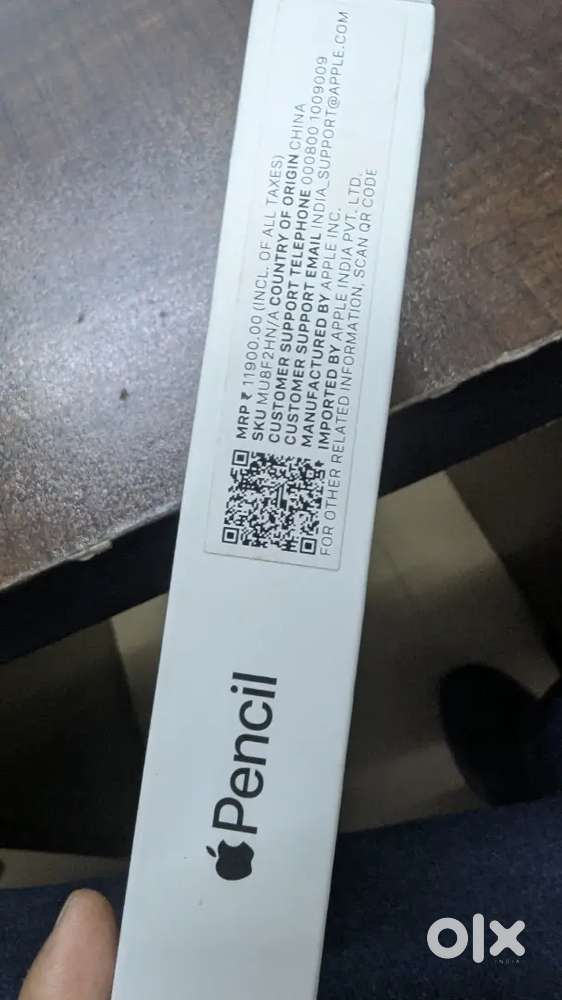 MRP ₹ 11900.00 (INCL. OF ALL TAXES)
SKU MU8F2HN/A COUNTRY OF ORIGIN CHINA
CUSTOMER SUPPORT TELEPHONE 000800 1009009
CUSTOMER SUPPORT EMAIL INDIA_SUPPORT@APPLE.COM
MANUFACTURED BY APPLE INC.
IMPORTED BY APPLE INDIA PVT. LTD.
FOR OTHER RELATED INFORMATION, SCAN QR CODE
Pencil
olx
INDIA